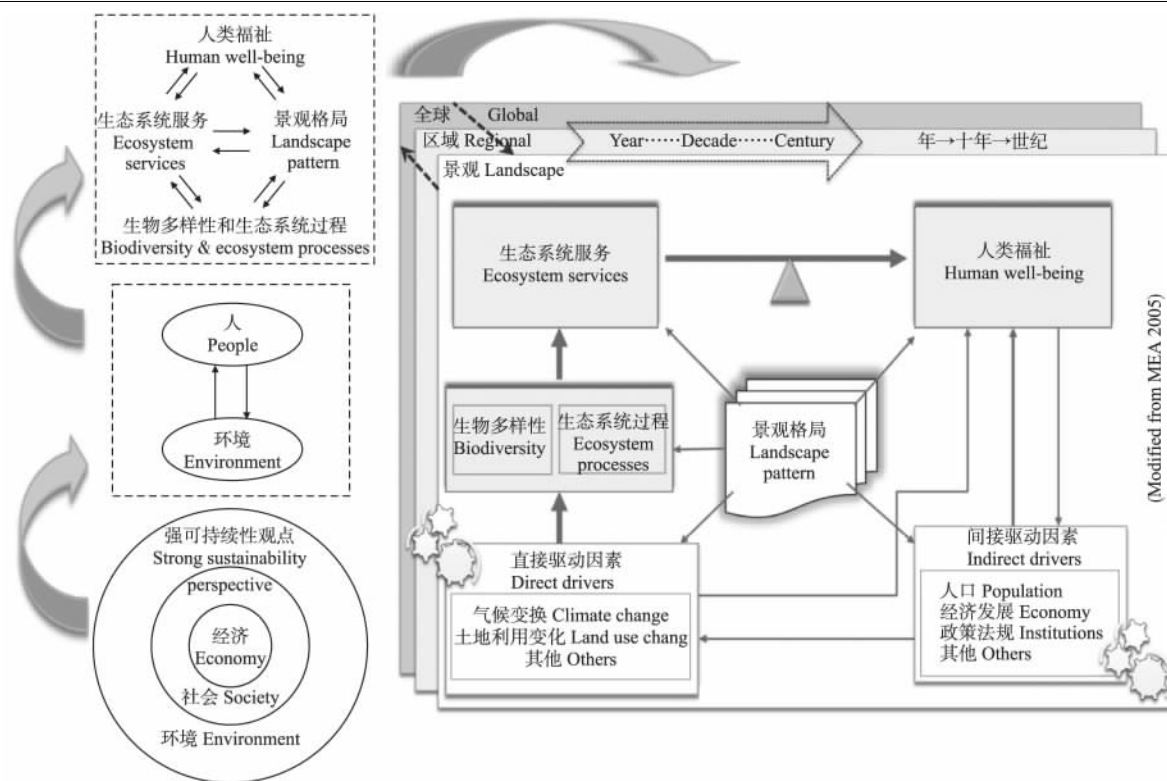 人类福祉
Human well-being
生态系统服务
Ecosystem
services
景观格局
Landscape
pattern
生物多样性和生态系统过程
Biodiversity & ecosystem processes
人
People
环境
Environment
强可持续性观点
Strong sustainability
perspective
经济
Economy
社会 Society
环境 Environment
全球 Global
区域 Regional
Year……Decade……Century
年→十年→世纪
景观 Landscape
生态系统服务
Ecosystem services
人类福祉
Human well-being
生物多样性
Biodiversity
生态系统过程
Ecosystem
processes
景观格局
Landscape
pattern
直接驱动因素
Direct drivers
气候变换 Climate change
土地利用变化 Land use chang
其他 Others
间接驱动因素
Indirect drivers
人口 Population
经济发展 Economy
政策法规 Institutions
其他 Others
(Modified from MEA 2005)